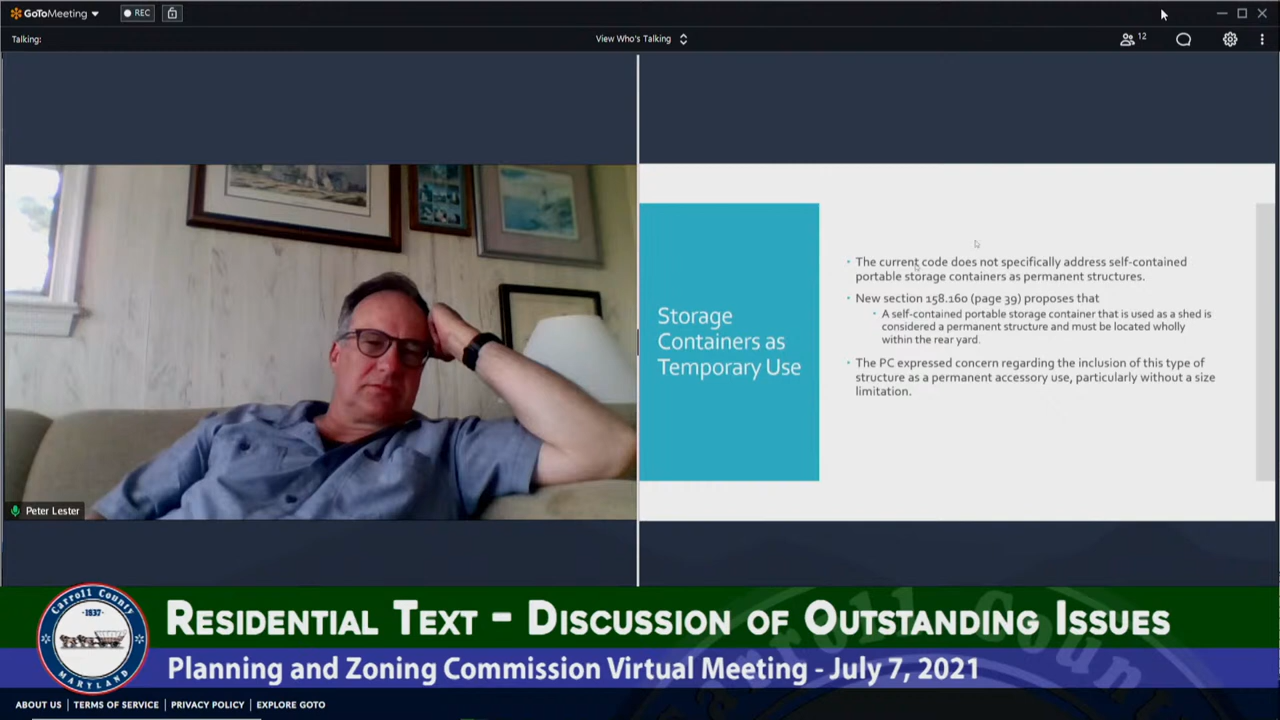 GoToMeeting
REC
Talking:
View Who's Talking
12
Storage
Containers as
Temporary Use
The current code does not specifically address self-contained
portable storage containers as permanent structures.
New section 158.160 (page 39) proposes that
A self-contained portable storage container that is used as a shed is
considered a permanent structure and must be located wholly
within the rear yard.
The PC expressed concern regarding the inclusion of this type of
structure as a permanent accessory use, particularly without a size
limitation.
Peter Lester
Carroll County
1937
MARYLAND
Residential Text - Discussion of Outstanding Issues
Planning and Zoning Commission Virtual Meeting - July 7, 2021
ABOUT US | TERMS OF SERVICE | PRIVACY POLICY | EXPLORE GOTO